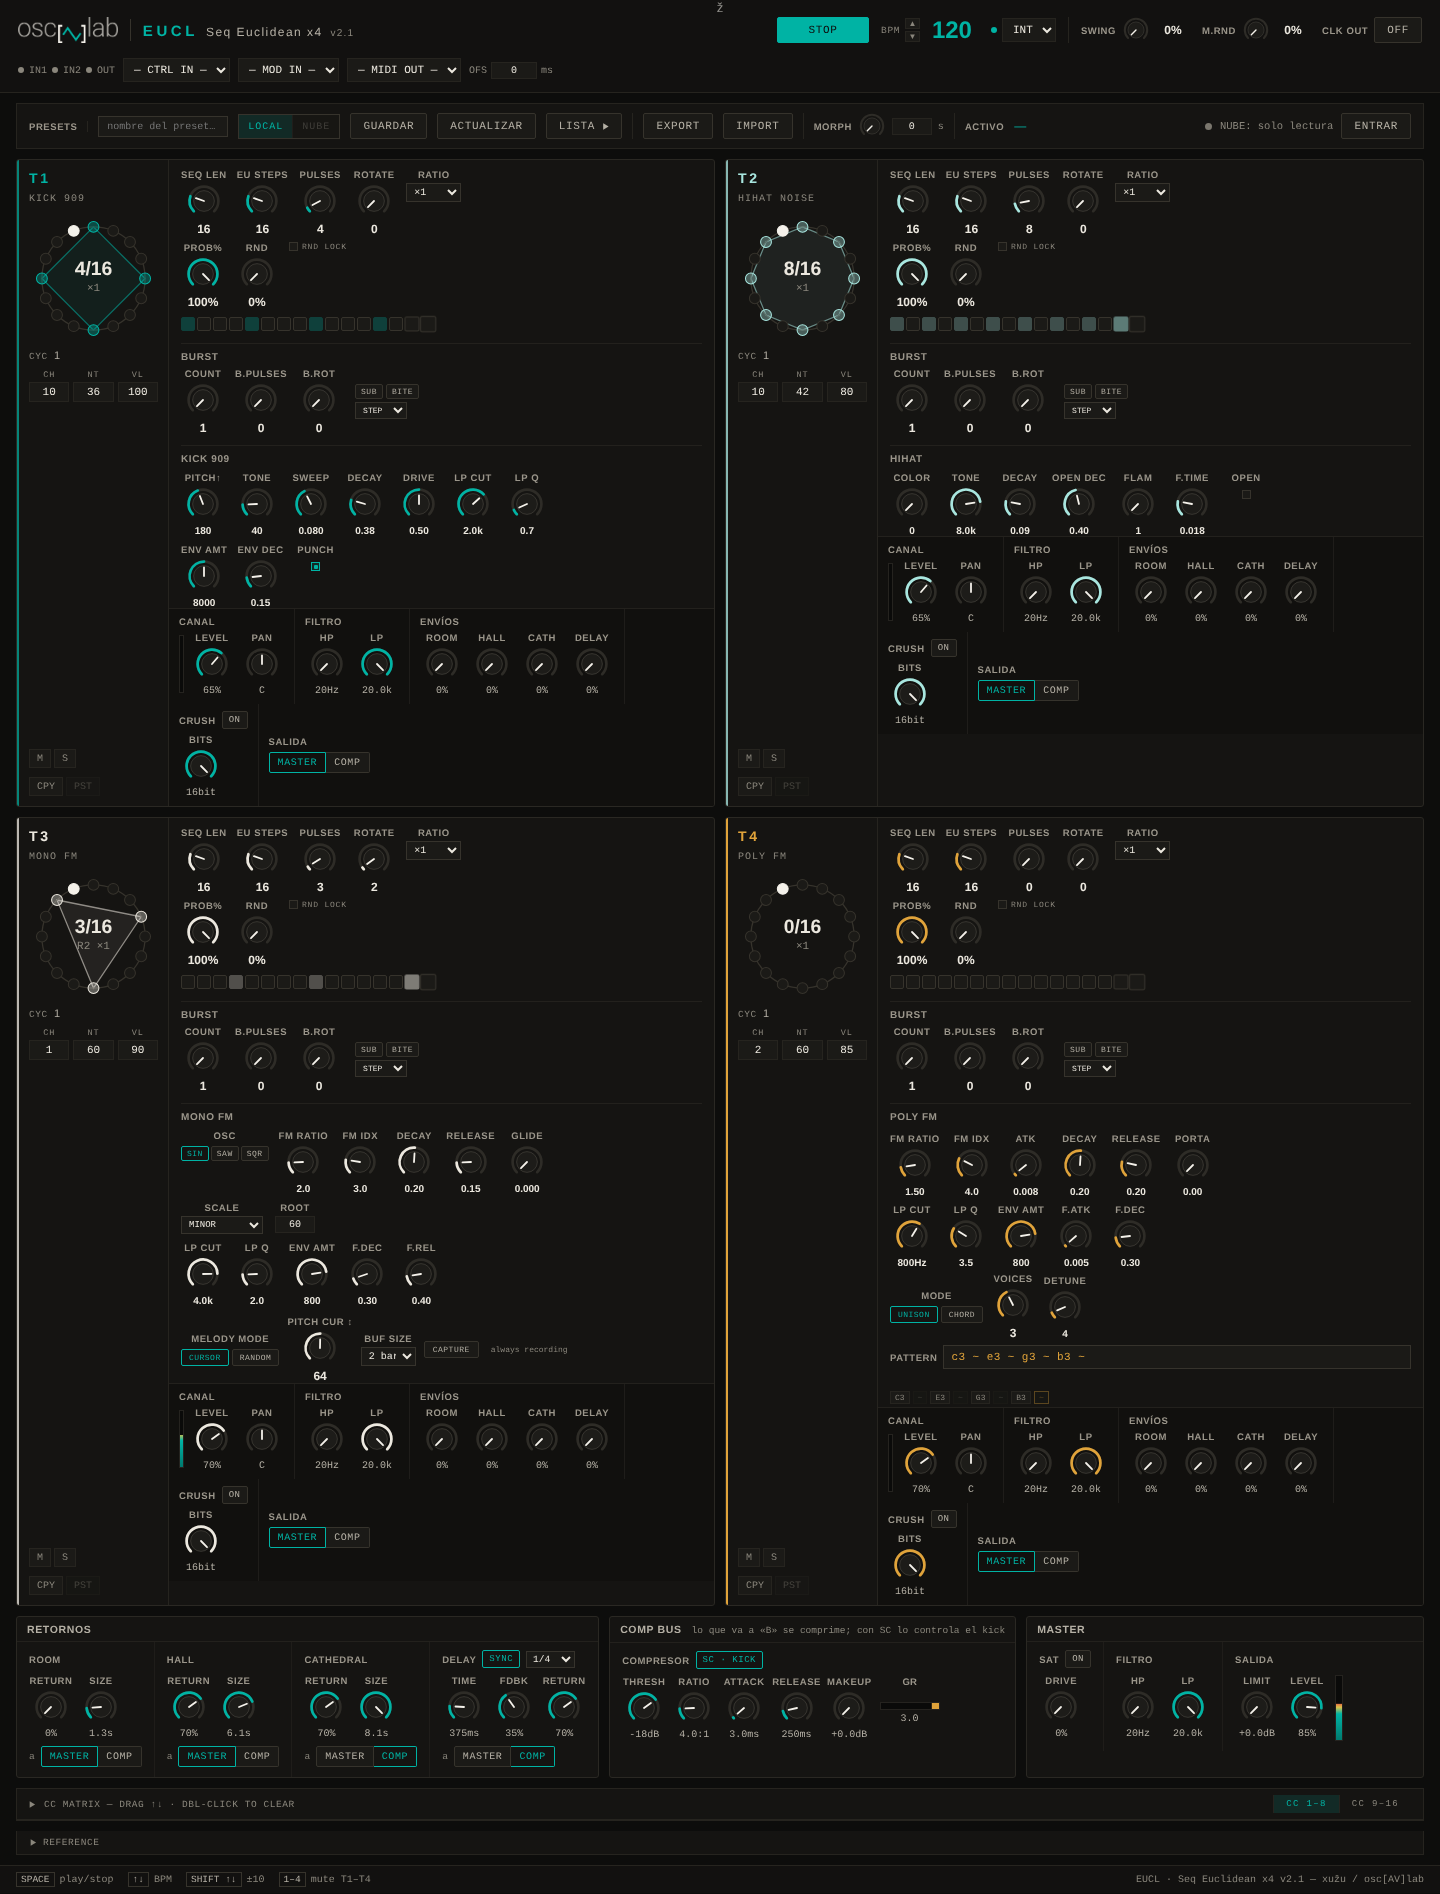 ž
osc[∿]lab EUCL Seq Euclidean x4 v2.1 STOP BPM ▲ ▼ 120 INT SWING 0% M.RND 0% CLK OUT OFF
IN1 IN2 OUT — CTRL IN — — MOD IN — — MIDI OUT — OFS 0 ms
PRESETS nombre del preset… LOCAL NUBE GUARDAR ACTUALIZAR LISTA ▶ EXPORT IMPORT MORPH 0 s ACTIVO — NUBE: solo lectura ENTRAR
T1
KICK 909
4/16
×1
CYC 1
CH NT VL
10 36 100
M S
CPY PST
SEQ LEN EU STEPS PULSES ROTATE RATIO
×1
16 16 4 0
PROB% RND RND LOCK
100% 0%
BURST
COUNT B.PULSES B.ROT
SUB BITE
STEP
1 0 0
KICK 909
PITCH↑ TONE SWEEP DECAY DRIVE LP CUT LP Q
180 40 0.080 0.38 0.50 2.0k 0.7
ENV AMT ENV DEC PUNCH
8000 0.15
CANAL FILTRO ENVÍOS
LEVEL PAN HP LP ROOM HALL CATH DELAY
65% C 20Hz 20.0k 0% 0% 0% 0%
CRUSH ON
BITS SALIDA
MASTER COMP
16bit
T2
HIHAT NOISE
8/16
×1
CYC 1
CH NT VL
10 42 80
M S
CPY PST
SEQ LEN EU STEPS PULSES ROTATE RATIO
×1
16 16 8 0
PROB% RND RND LOCK
100% 0%
BURST
COUNT B.PULSES B.ROT
SUB BITE
STEP
1 0 0
HIHAT
COLOR TONE DECAY OPEN DEC FLAM F.TIME OPEN
0 8.0k 0.09 0.40 1 0.018
CANAL FILTRO ENVÍOS
LEVEL PAN HP LP ROOM HALL CATH DELAY
65% C 20Hz 20.0k 0% 0% 0% 0%
CRUSH ON
BITS SALIDA
MASTER COMP
16bit
T3
MONO FM
3/16
R2 ×1
CYC 1
CH NT VL
1 60 90
M S
CPY PST
SEQ LEN EU STEPS PULSES ROTATE RATIO
×1
16 16 3 2
PROB% RND RND LOCK
100% 0%
BURST
COUNT B.PULSES B.ROT
SUB BITE
STEP
1 0 0
MONO FM
OSC FM RATIO FM IDX DECAY RELEASE GLIDE
SIN SAW SQR
2.0 3.0 0.20 0.15 0.000
SCALE ROOT
MINOR 60
LP CUT LP Q ENV AMT F.DEC F.REL
4.0k 2.0 800 0.30 0.40
PITCH CUR ↕
MELODY MODE BUF SIZE
CURSOR RANDOM 2 bar CAPTURE always recording
64
CANAL FILTRO ENVÍOS
LEVEL PAN HP LP ROOM HALL CATH DELAY
70% C 20Hz 20.0k 0% 0% 0% 0%
CRUSH ON
BITS SALIDA
MASTER COMP
16bit
T4
POLY FM
0/16
×1
CYC 1
CH NT VL
2 60 85
M S
CPY PST
SEQ LEN EU STEPS PULSES ROTATE RATIO
×1
16 16 0 0
PROB% RND RND LOCK
100% 0%
BURST
COUNT B.PULSES B.ROT
SUB BITE
STEP
1 0 0
POLY FM
FM RATIO FM IDX ATK DECAY RELEASE PORTA
1.50 4.0 0.008 0.20 0.20 0.00
LP CUT LP Q ENV AMT F.ATK F.DEC
800Hz 3.5 800 0.005 0.30
MODE VOICES DETUNE
UNISON CHORD
3 4
PATTERN c3 ~ e3 ~ g3 ~ b3 ~
C3 ~ E3 ~ G3 ~ B3 ~
CANAL FILTRO ENVÍOS
LEVEL PAN HP LP ROOM HALL CATH DELAY
70% C 20Hz 20.0k 0% 0% 0% 0%
CRUSH ON
BITS SALIDA
MASTER COMP
16bit
RETORNOS
ROOM HALL CATHEDRAL DELAY SYNC 1/4
RETURN SIZE RETURN SIZE RETURN SIZE TIME FDBK RETURN
0% 1.3s 70% 6.1s 70% 8.1s 375ms 35% 70%
a MASTER COMP a MASTER COMP a MASTER COMP a MASTER COMP
COMP BUS lo que va a «B» se comprime; con SC lo controla el kick
COMPRESOR SC · KICK
THRESH RATIO ATTACK RELEASE MAKEUP GR
3.0
-18dB 4.0:1 3.0ms 250ms +0.0dB
MASTER
SAT ON FILTRO SALIDA
DRIVE HP LP LIMIT LEVEL
0% 20Hz 20.0k +0.0dB 85%
▶ CC MATRIX — DRAG ↑↓ · DBL-CLICK TO CLEAR CC 1–8 CC 9–16
▶ REFERENCE
SPACE play/stop ↑↓ BPM SHIFT ↑↓ ±10 1–4 mute T1–T4 EUCL · Seq Euclidean x4 v2.1 — xužu / osc[AV]lab